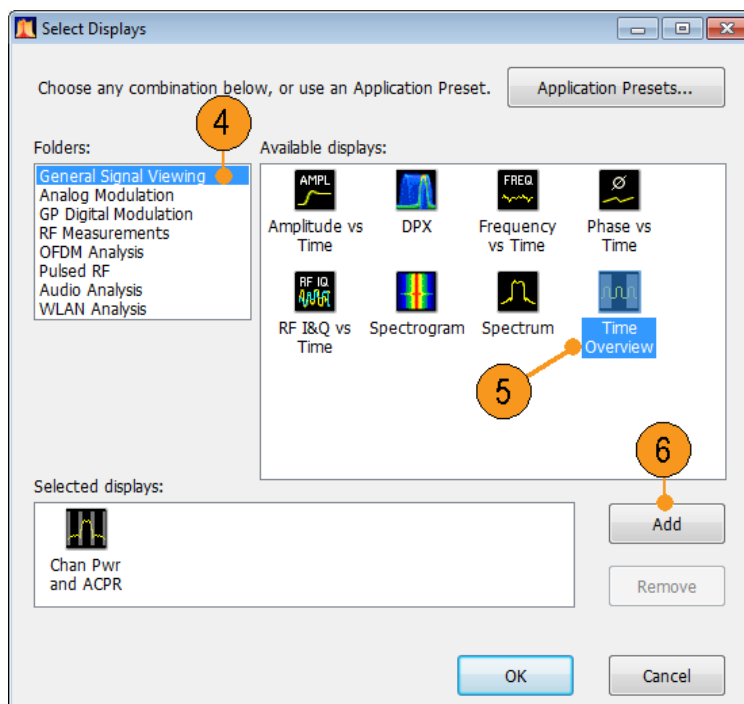 Select Displays
Choose any combination below, or use an Application Preset.
Application Presets...
4
Folders:
General Signal Viewing
Analog Modulation
GP Digital Modulation
RF Measurements
OFDM Analysis
Pulsed RF
Audio Analysis
WLAN Analysis
Available displays:
AMPL
Amplitude vs
Time
DPX
FREQ
Frequency
vs Time
Ø
Phase vs
Time
RF IQ
RF I&Q vs
Time
Spectrogram
Spectrum
Time
Overview
5
6
Selected displays:
Chan Pwr
and ACPR
Add
Remove
OK
Cancel